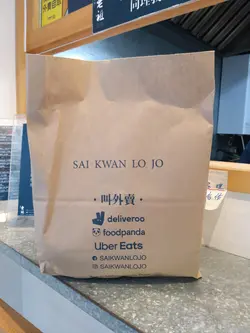 SAI KWAN LO JO
·叫外賣·
deliveroo
foodpanda
Uber Eats
SAIKWANLOJO
SAIKWANLOJO